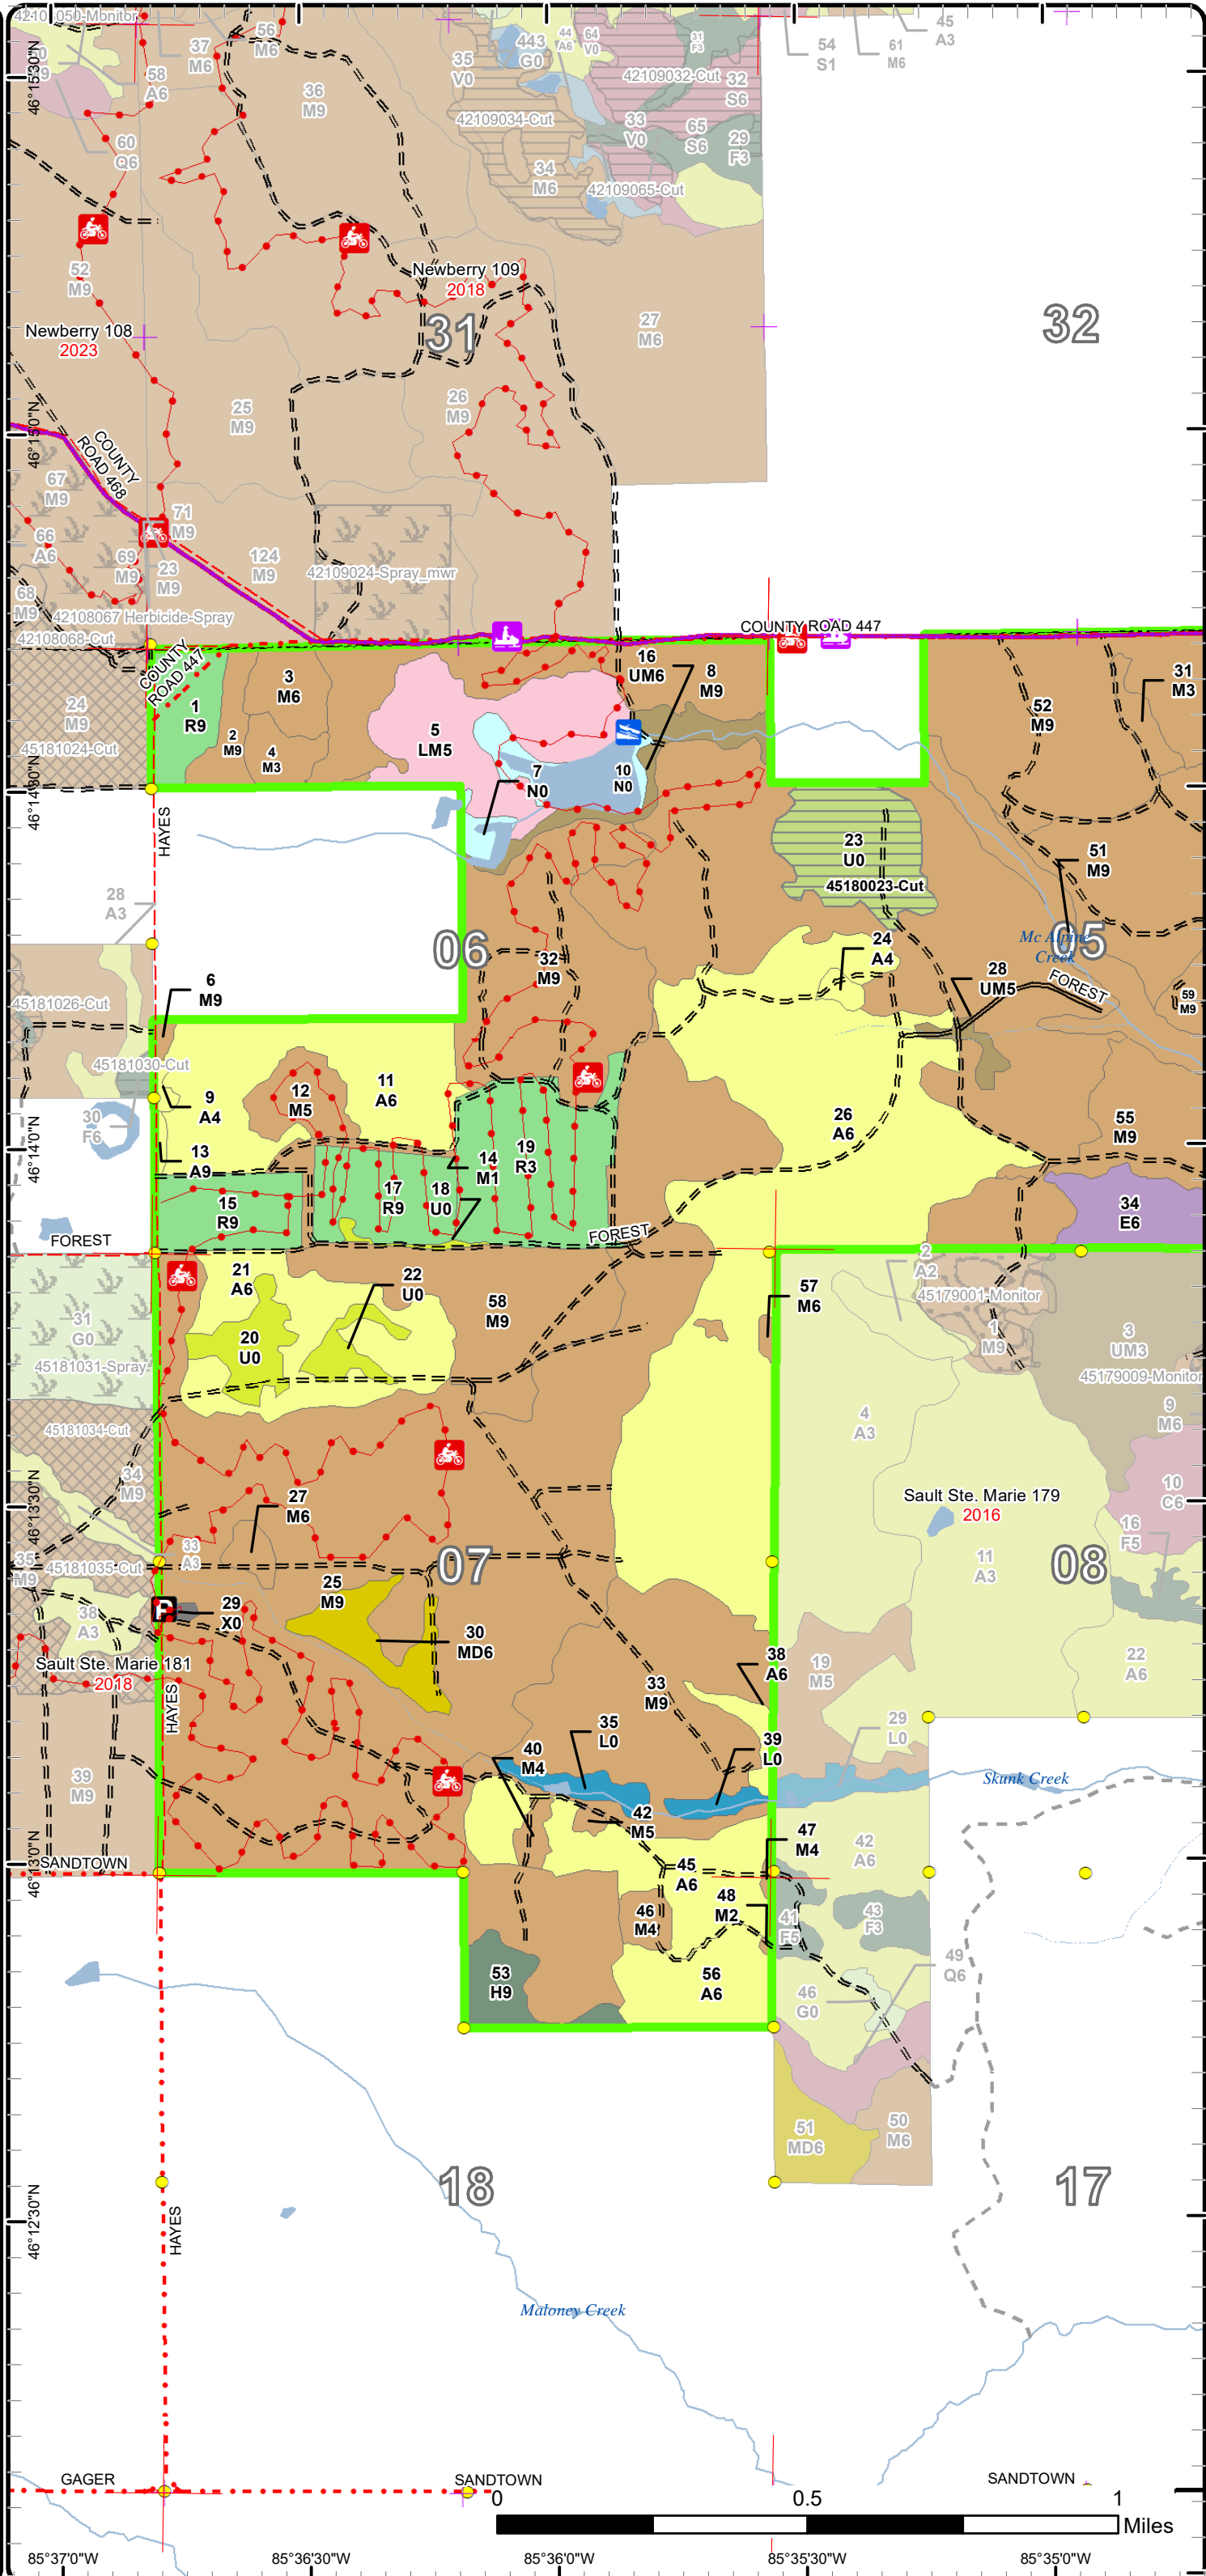 42109050-Monitor
37
M6
56
M6
58
A6
60
Q6
36
M9
35
V0
443
G0
44
A6
64
V0
31
F3
42109032-Cut
32
S6
42109034-Cut
33
V0
65
S6
29
F3
34
M6
42109065-Cut
54
S1
61
M6
45
A3
46°15'30"N
52
M9
Newberry 108
2023
Newberry 109
2018
31
32
27
M6
25
M9
26
M9
46°15'0"N
COUNTY
ROAD 468
67
M9
66
A6
71
M9
69
M9
23
M9
124
M9
68
M9
42109024-Spray_mwr
42108067 Herbicide-Spray
42108068-Cut
COUNTY ROAD 447
COUNTY
ROAD 447
24
M9
45181024-Cut
1
R9
2
M9
3
M6
4
M3
5
LM5
7
N0
10
N0
16
UM6
8
M9
52
M9
31
M3
46°14'30"N
HAYES
23
U0
45180023-Cut
51
M9
28
A3
06
05
Mc Alpine
Creek
24
A4
28
UM5
FOREST
59
M9
32
M9
6
M9
45181026-Cut
45181030-Cut
30
F6
9
A4
12
M5
11
A6
13
A9
14
M1
19
R3
26
A6
55
M9
46°14'0"N
15
R9
17
R9
18
U0
34
E6
FOREST
FOREST
21
A6
22
U0
20
U0
58
M9
57
M6
2
A2
45179001-Monitor
1
M9
3
UM3
45179009-Monitor
31
G0
45181031-Spray
45181034-Cut
34
M9
4
A3
9
M6
10
C6
16
F5
Sault Ste. Marie 179
2016
11
A3
46°13'30"N
27
M6
33
A3
35
M9
45181035-Cut
07
08
25
M9
29
X0
30
MD6
38
A3
Sault Ste. Marie 181
2018
HAYES
33
M9
38
A6
19
M5
22
A6
35
L0
39
L0
29
L0
40
M4
Skunk Creek
39
M9
42
M5
47
M4
42
A6
46°13'0"N
SANDTOWN
45
A6
46
M4
48
M2
41
F5
43
F3
49
Q6
53
H9
56
A6
46
G0
51
MD6
50
M6
18
17
46°12'30"N
HAYES
Maloney Creek
GAGER
SANDTOWN
SANDTOWN
0
0.5
1
Miles
85°37'0"W
85°36'30"W
85°36'0"W
85°35'30"W
85°35'0"W